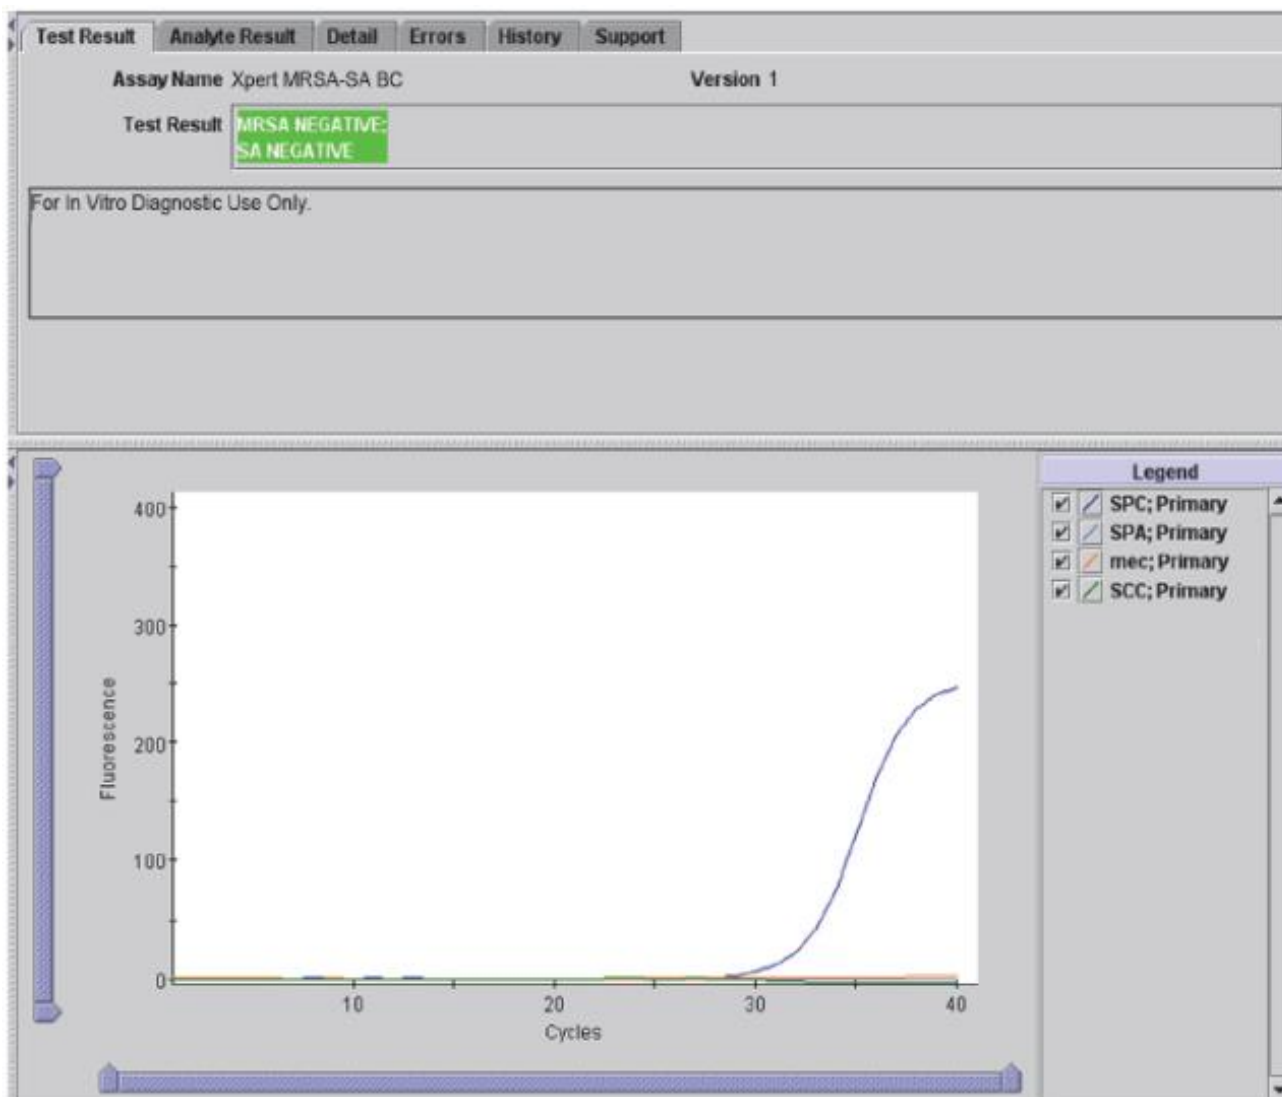 Test Result Analyte Result Detail Errors History Support
Assay Name Xpert MRSA-SA BC Version 1
Test Result MRSA NEGATIVE;
SA NEGATIVE
For In Vitro Diagnostic Use Only.
Legend
SPC; Primary
SPA; Primary
mec; Primary
SCC; Primary
400
300
200
100
0
Fluorescence
10 20 30 40
Cycles